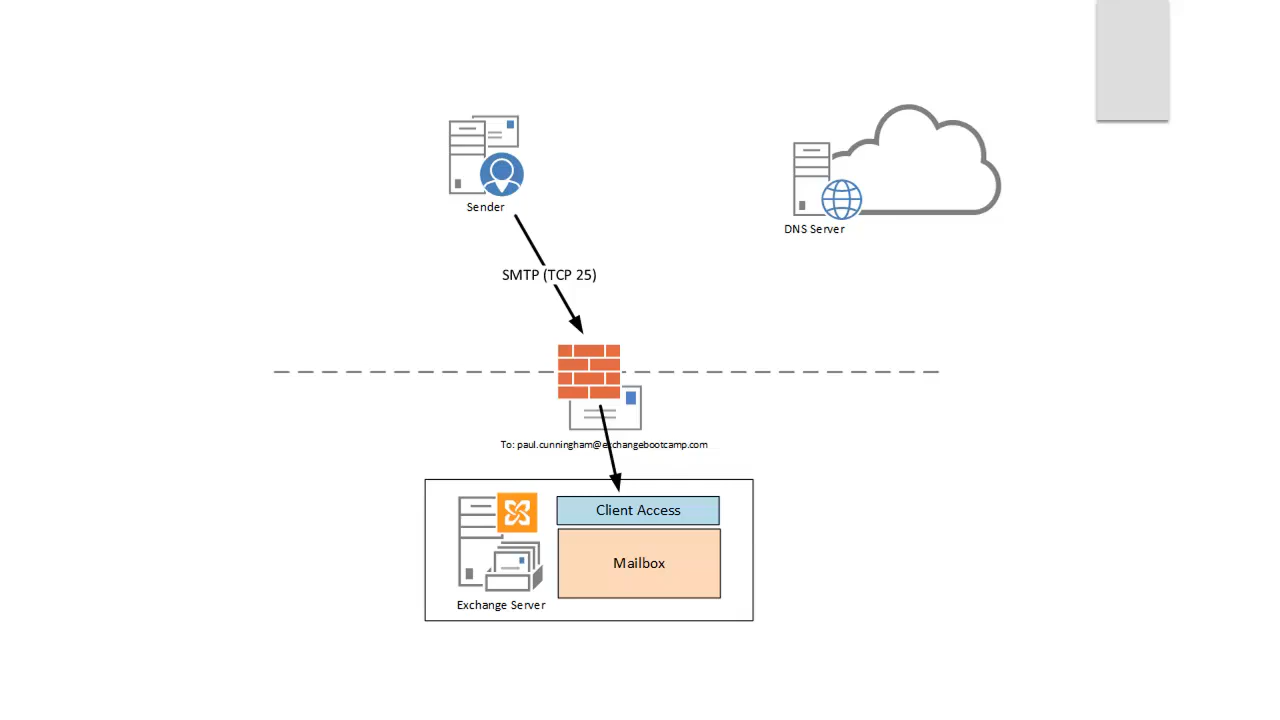 Sender
DNS Server
SMTP (TCP 25)
To: paul.cunningham@exchangebootcamp.com
Client Access
Mailbox
Exchange Server